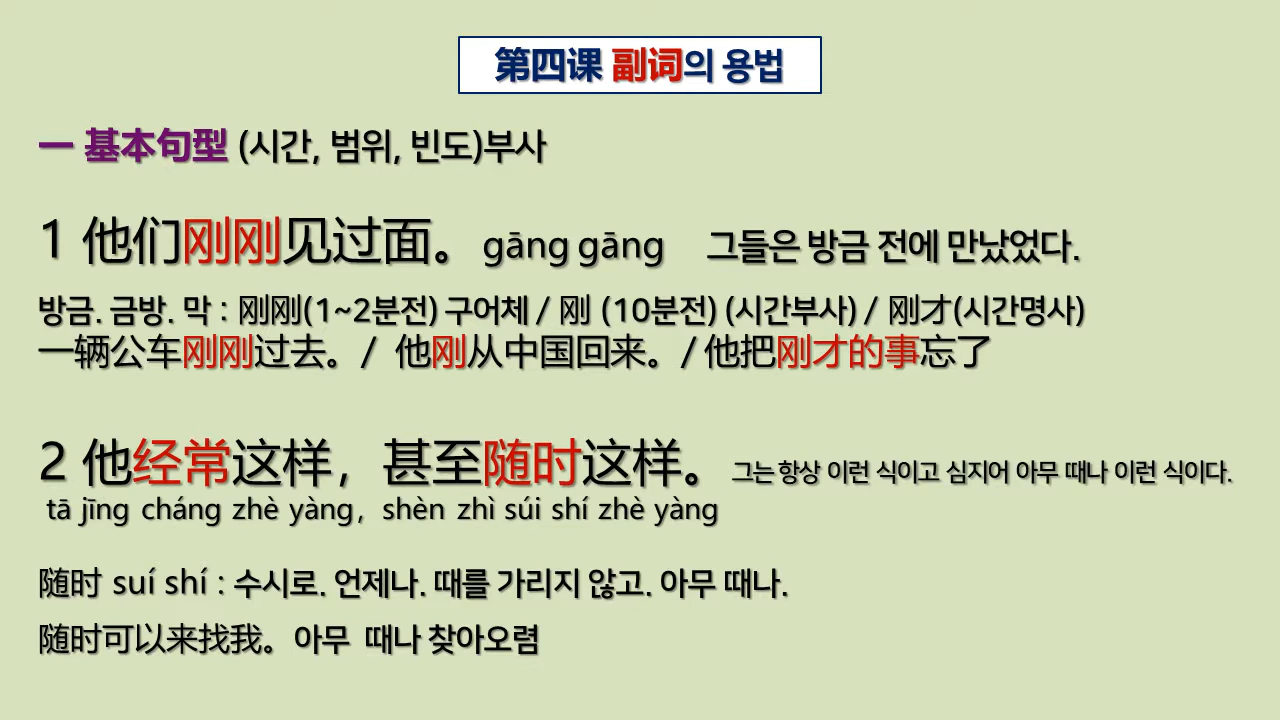 第四课 副词의 용법
一 基本句型 (시간, 범위, 빈도)부사
1 他们刚刚见过面。 gāng gāng 그들은 방금 전에 만났었다.
방금. 금방. 막 : 刚刚(1~2분전) 구어체 / 刚 (10분전) (시간부사) / 刚才(시간명사)
一辆公车刚刚过去。/ 他刚从中国回来。/ 他把刚才的事忘了
2 他经常这样，甚至随时这样。 그는 항상 이런 식이고 심지어 아무 때나 이런 식이다.
tā jīng cháng zhè yàng，shèn zhì súi shí zhè yàng
随时 suí shí : 수시로. 언제나. 때를 가리지 않고. 아무 때나.
随时可以来找我。아무 때나 찾아오렴